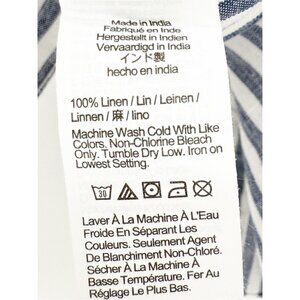 Made in India
Fabriqué en Inde
Hergestellt in Indien
Vervaardigd in India
インド製
hecho en india
100% Linen / Lin / Leinen /
Linnen / 麻 / lino
Machine Wash Cold With Like
Colors. Non-Chlorine Bleach
Only. Tumble Dry Low. Iron on
Lowest Setting.
30
Laver À La Machine À L'Eau
Froide En Séparant Les
Couleurs. Seulement Agent
De Blanchiment Non-Chloré.
Sécher À La Machine À
Basse Température. Fer Au
Réglage Le Plus Bas.